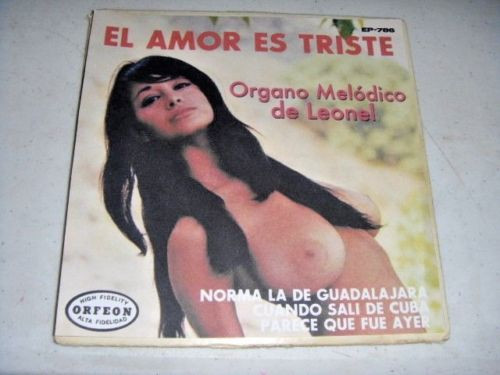 EP-786
EL AMOR ES TRISTE
Organo Melódico
de Leonel
NORMA LA DE GUADALAJARA
CUANDO SALI DE CUBA
PARECE QUE FUE AYER
HIGH FIDELITY
ORFEON
ALTA FIDELIDAD